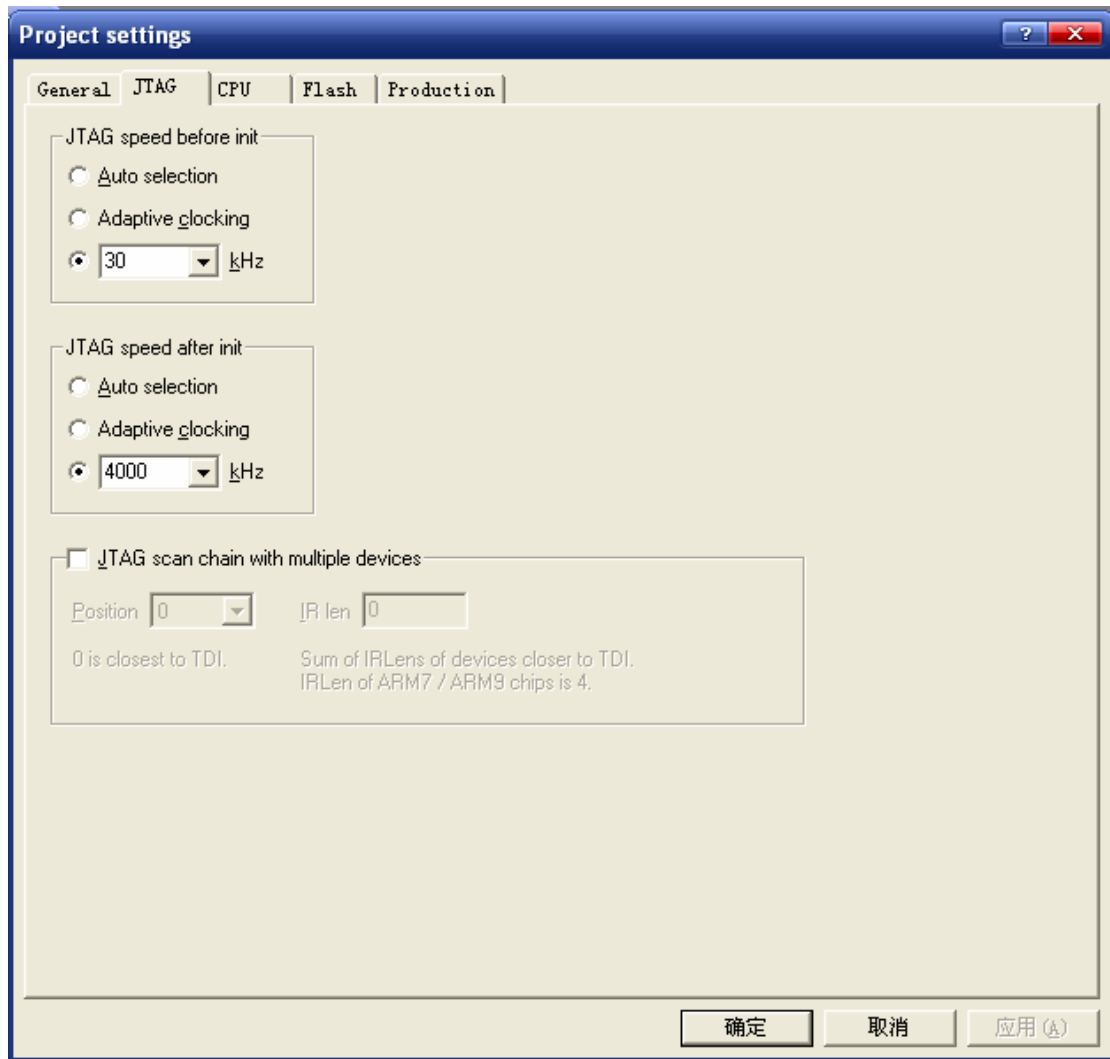 Project settings
General JTAG CPU Flash Production
JTAG speed before init
Auto selection
Adaptive clocking
30 kHz
JTAG speed after init
Auto selection
Adaptive clocking
4000 kHz
JTAG scan chain with multiple devices
Position 0 IR len 0
0 is closest to TDI. Sum of IRLens of devices closer to TDI.
IRLen of ARM7 / ARM9 chips is 4.
确定 取消 应用(A)